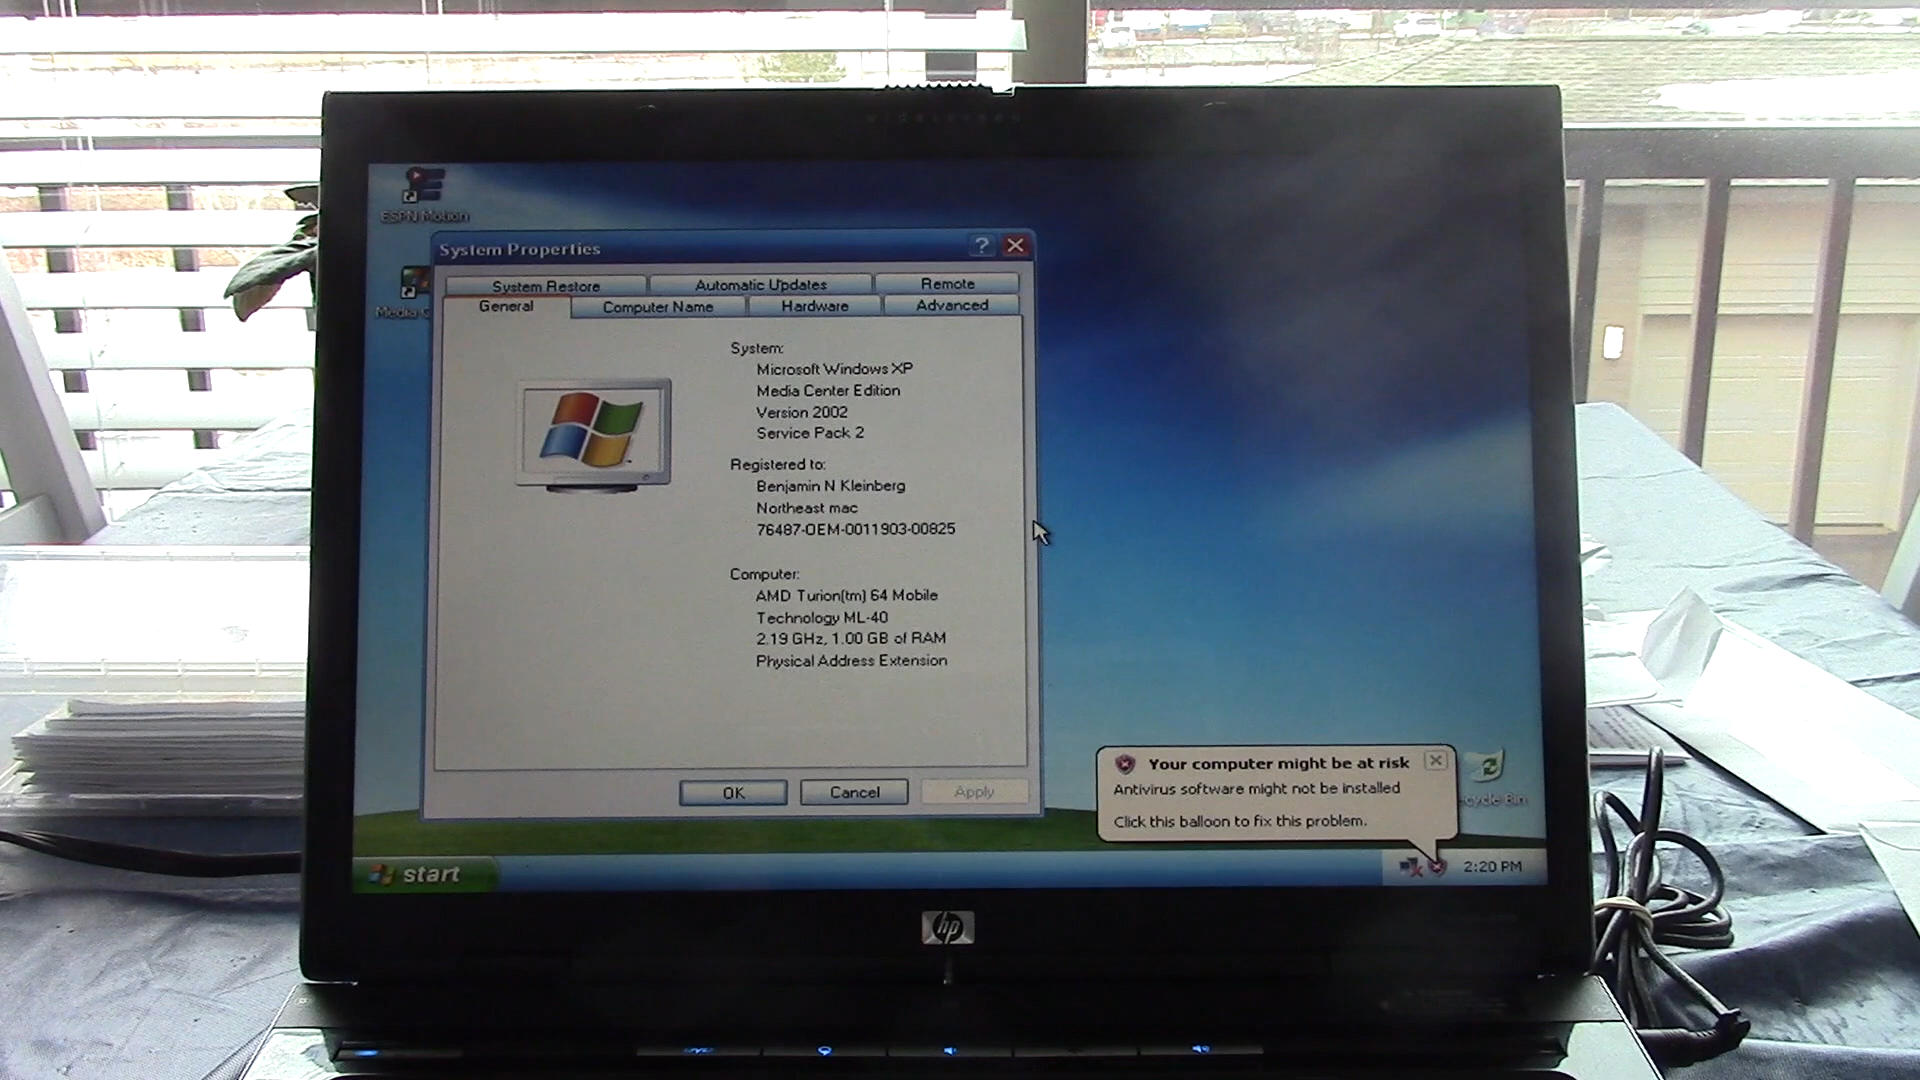 widescreen
ESPN Motion
Media C
System Properties
System Restore
Automatic Updates
Remote
General
Computer Name
Hardware
Advanced
System:
Microsoft Windows XP
Media Center Edition
Version 2002
Service Pack 2
Registered to:
Benjamin N Kleinberg
Northeast mac
76487-OEM-0011903-00825
Computer:
AMD Turion(tm) 64 Mobile
Technology ML-40
2.19 GHz, 1.00 GB of RAM
Physical Address Extension
OK
Cancel
Apply
Your computer might be at risk
Antivirus software might not be installed
Click this balloon to fix this problem.
ecycle Bin
start
2:20 PM
hp